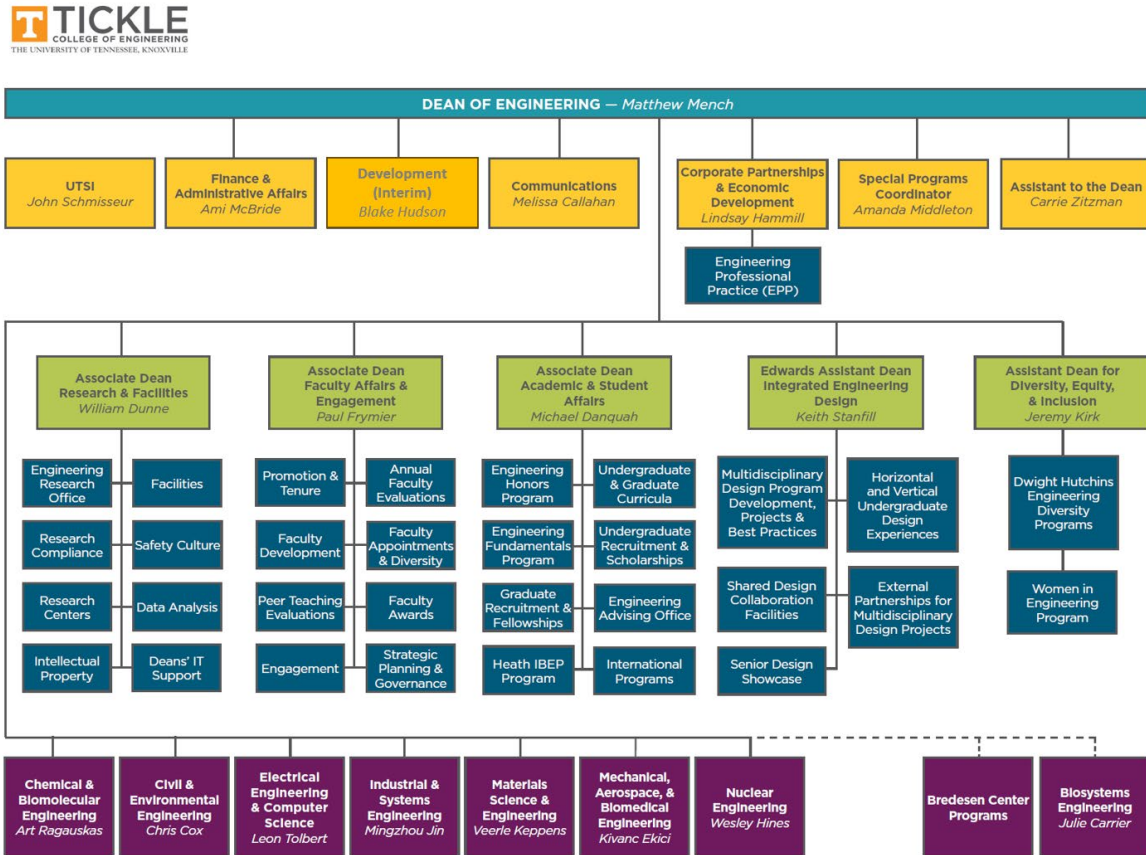 T TICKLE
COLLEGE OF ENGINEERING
THE UNIVERSITY OF TENNESSEE, KNOXVILLE
DEAN OF ENGINEERING — Matthew Mench
UTSI
John Schmisseur
Finance &
Administrative Affairs
Ami McBride
Development
(Interim)
Blake Hudson
Communications
Melissa Callahan
Corporate Partnerships
& Economic
Development
Lindsay Hammill
Special Programs
Coordinator
Amanda Middleton
Assistant to the Dean
Carrie Zitzman
Engineering
Professional
Practice (EPP)
Associate Dean
Research & Facilities
William Dunne
Associate Dean
Faculty Affairs &
Engagement
Paul Frymier
Associate Dean
Academic & Student
Affairs
Michael Danquah
Edwards Assistant Dean
Integrated Engineering
Design
Keith Stanfill
Assistant Dean for
Diversity, Equity,
& Inclusion
Jeremy Kirk
Engineering
Research
Office
Facilities
Research
Compliance
Safety Culture
Research
Centers
Data Analysis
Intellectual
Property
Deans' IT
Support
Promotion &
Tenure
Annual
Faculty
Evaluations
Faculty
Development
Faculty
Appointments
& Diversity
Peer Teaching
Evaluations
Faculty
Awards
Engagement
Strategic
Planning &
Governance
Engineering
Honors
Program
Undergraduate
& Graduate
Curricula
Engineering
Fundamentals
Program
Undergraduate
Recruitment &
Scholarships
Graduate
Recruitment &
Fellowships
Engineering
Advising Office
Heath IBEP
Program
International
Programs
Multidisciplinary
Design Program
Development,
Projects &
Best Practices
Horizontal
and Vertical
Undergraduate
Design
Experiences
Shared Design
Collaboration
Facilities
External
Partnerships for
Multidisciplinary
Design Projects
Senior Design
Showcase
Dwight Hutchins
Engineering
Diversity
Programs
Women in
Engineering
Program
Chemical &
Biomolecular
Engineering
Art Ragauskas
Civil &
Environmental
Engineering
Chris Cox
Electrical
Engineering
& Computer
Science
Leon Tolbert
Industrial &
Systems
Engineering
Mingzhou Jin
Materials
Science &
Engineering
Veerle Keppens
Mechanical,
Aerospace, &
Biomedical
Engineering
Kivanc Ekici
Nuclear
Engineering
Wesley Hines
Bredesen Center
Programs
Biosystems
Engineering
Julie Carrier